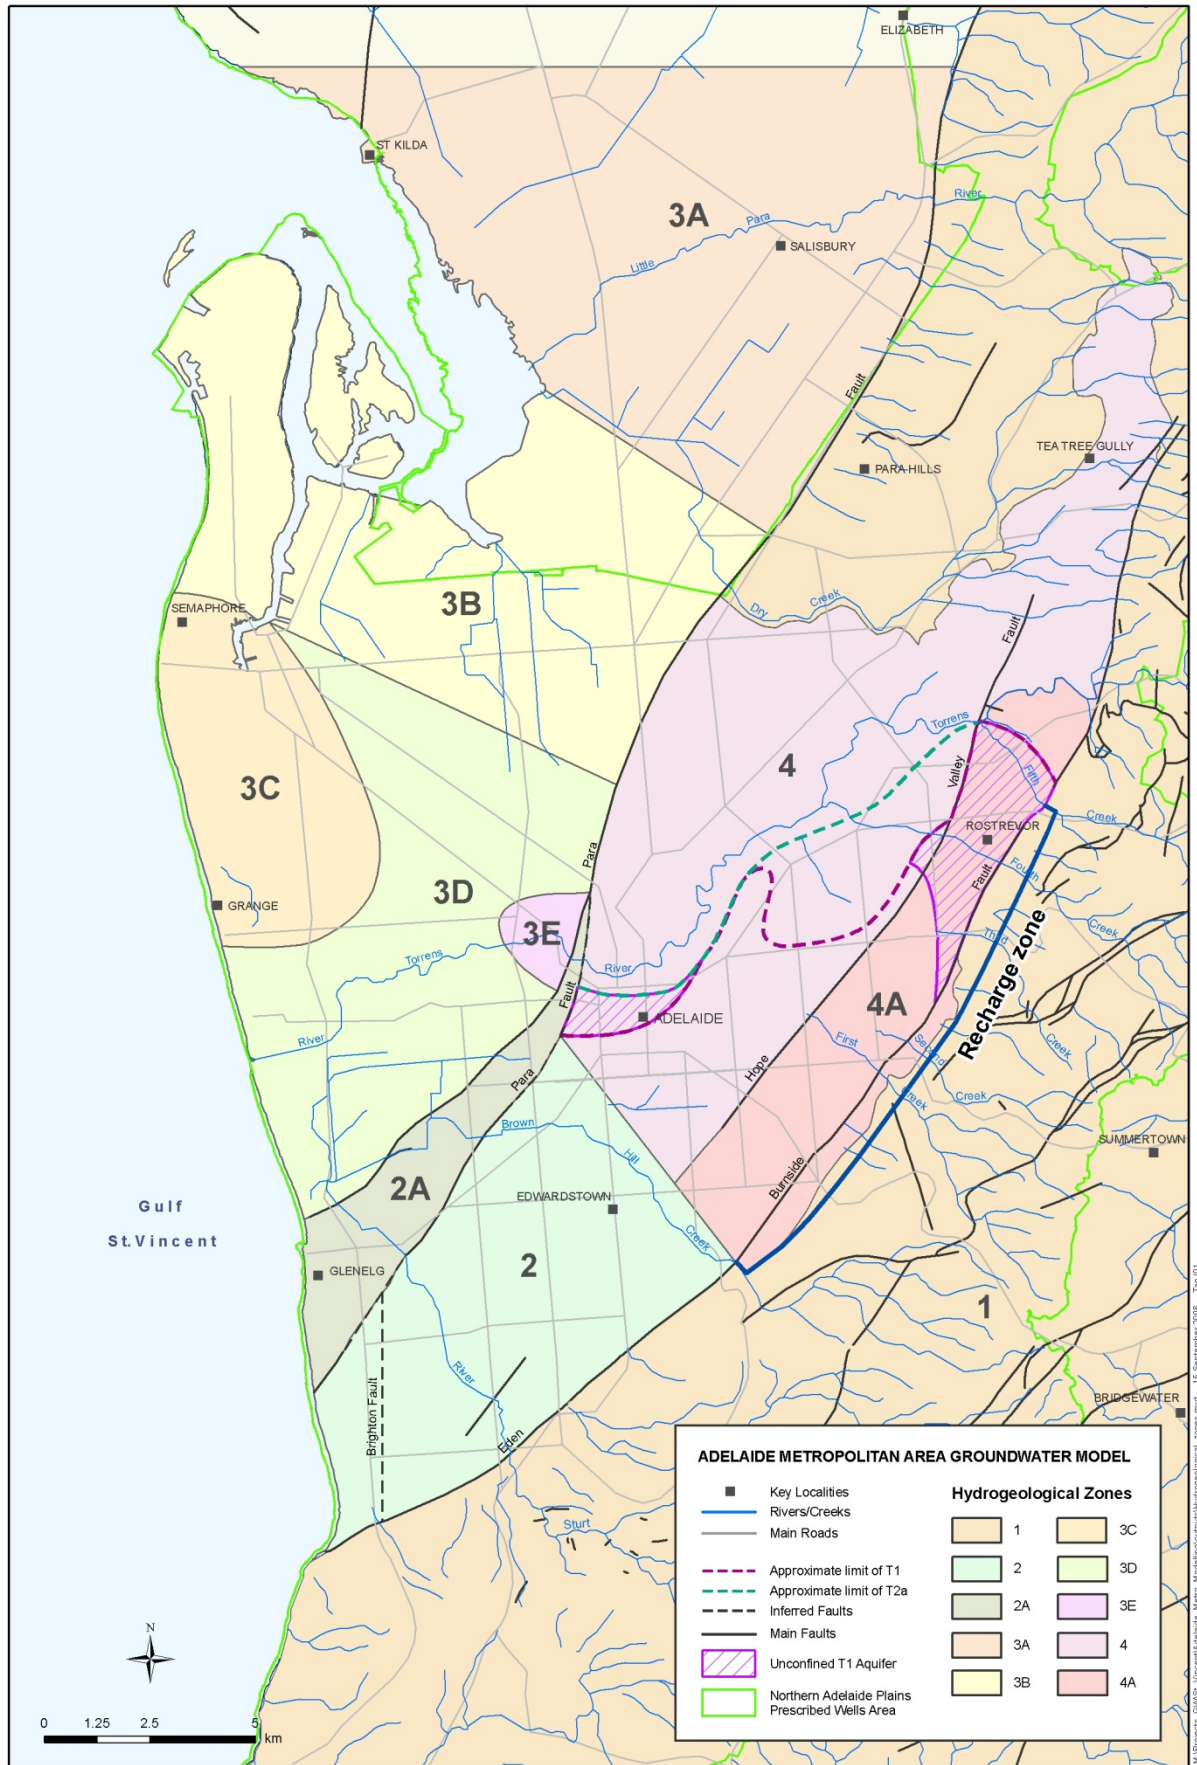 ELIZABETH
ST KILDA
3A
River
Para
SALISBURY
Little
Fault
TEA TREE GULLY
PARA HILLS
SEMAPHORE
3B
Dry
Creek
Fault
Torrens
4
Valley
3C
Fifth
Creek
ROSTREVOR
Para
Fourth
Fault
3D
GRANGE
3E
Creek
Third
Torrens
River
Fault
Recharge zone
4A
ADELAIDE
River
First
Second
Creek
Hope
Para
Creek
Creek
Brown
Hill
SUMMERTOWN
Burnside
2A
EDWARDSTOWN
Gulf
St.Vincent
Creek
GLENELG
2
1
River
Brighton Fault
BRIDGEWATER
Eden
Sturt
ADELAIDE METROPOLITAN AREA GROUNDWATER MODEL
Key Localities
Rivers/Creeks
Main Roads
Approximate limit of T1
Approximate limit of T2a
Inferred Faults
Main Faults
Unconfined T1 Aquifer
Northern Adelaide Plains
Prescribed Wells Area
Hydrogeological Zones
1
3C
2
3D
2A
3E
3A
4
3B
4A
N
0 1.25 2.5 5
km